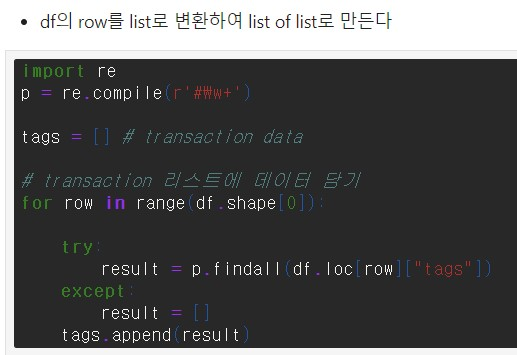 df의 row를 list로 변환하여 list of list로 만든다
import re
p = re.compile(r'#₩w+')
tags = [] # transaction data
# transaction 리스트에 데이터 담기
for row in range(df.shape[0]):
try:
result = p.findall(df.loc[row]["tags"])
except:
result = []
tags.append(result)